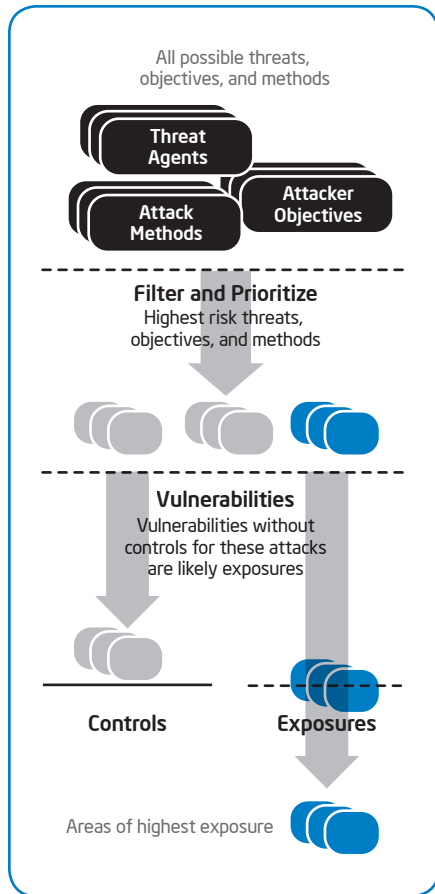 All possible threats,
objectives, and methods
Threat
Agents
Attacker
Objectives
Attack
Methods
Filter and Prioritize
Highest risk threats,
objectives, and methods
Vulnerabilities
Vulnerabilities without
controls for these attacks
are likely exposures
Controls
Exposures
Areas of highest exposure